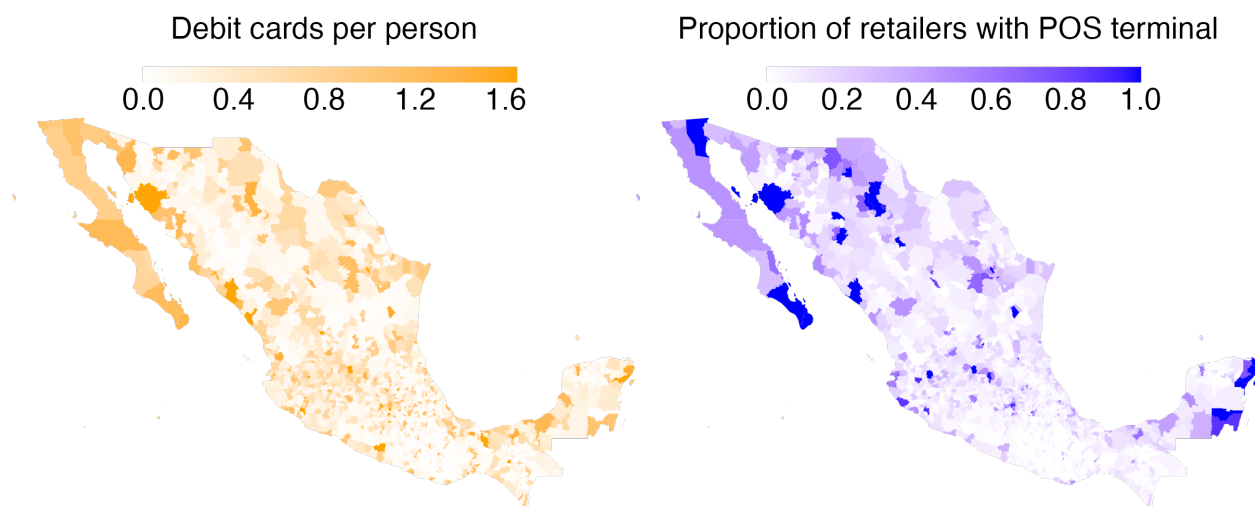 Debit cards per person
0.0 0.4 0.8 1.2 1.6
Proportion of retailers with POS terminal
0.0 0.2 0.4 0.6 0.8 1.0